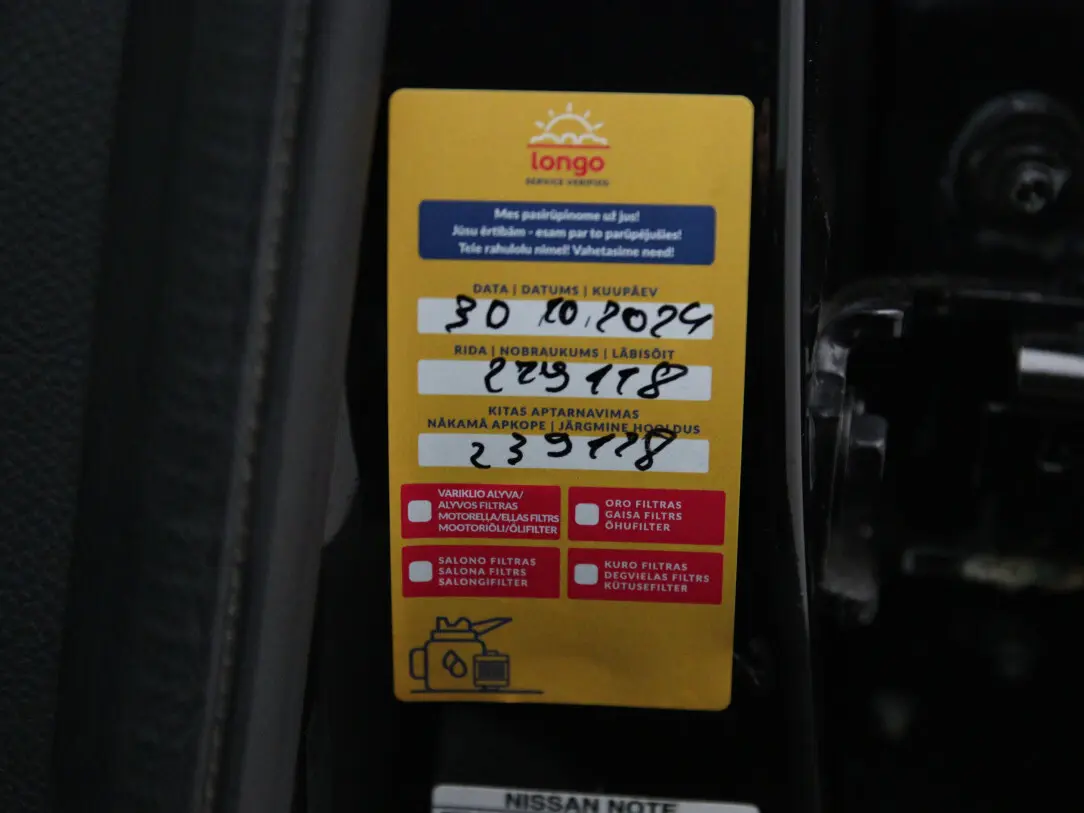 longo
SERVICE VERIFIED
Mes pasirūpinome už jus!
Jūsu ērtībām - esam par to parūpējušies!
Teie rahulolu nimel! Vahetasime need!
DATA | DATUMS | KUUPÄEV
30 10.2024
RIDA | NOBRAUKUMS | LÄBISÕIT
229118
KITAS APTARNAVIMAS
NĀKAMĀ APKOPE | JÄRGMINE HOOLDUS
239118
VARIKLIO ALYVA/
ALYVOS FILTRAS
MOTORELLA/ELLAS FILTRS
MOOTORIÕLI/ÕLIFILTER
ORO FILTRAS
GAISA FILTRS
ÕHUFILTER
SALONO FILTRAS
SALONA FILTRS
SALONGIFILTER
KURO FILTRAS
DEGVIELAS FILTRS
KÜTUSEFILTER
NISSAN NOTE